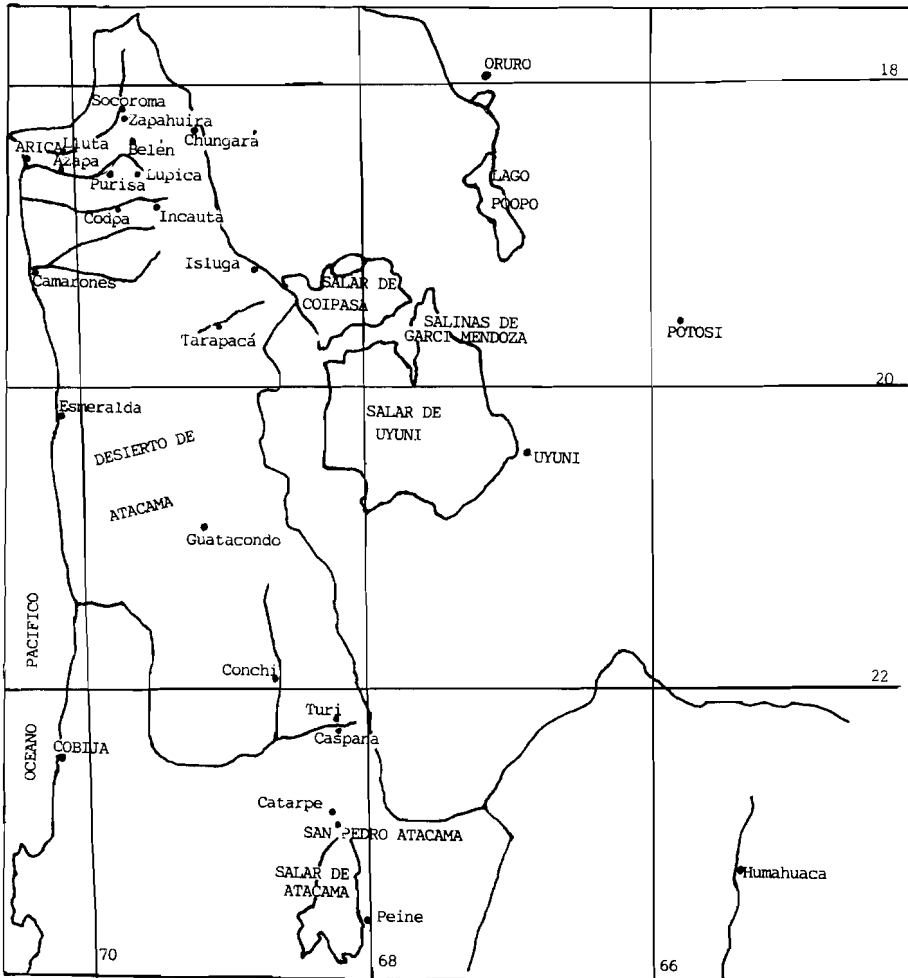 ORURO
18
Socoroma
Zapahuira
Chungará
ARICA
Lluta
Belén
Azapa
Purisa
Lupica
LAGO
POOPO
Codpa
Incauta
Isluga
Camarones
SALAR DE
COIPASA
SALINAS DE
GARCI MENDOZA
Tarapacá
POTOSI
20
Esmeralda
SALAR DE
UYUNI
DESIERTO DE
ATACAMA
UYUNI
Guatacondo
OCEANO PACIFICO
Conchi
22
Turi
Caspana
COBIJA
Catarpe
SAN PEDRO ATACAMA
SALAR DE
ATACAMA
Humahuaca
Peine
70
68
66